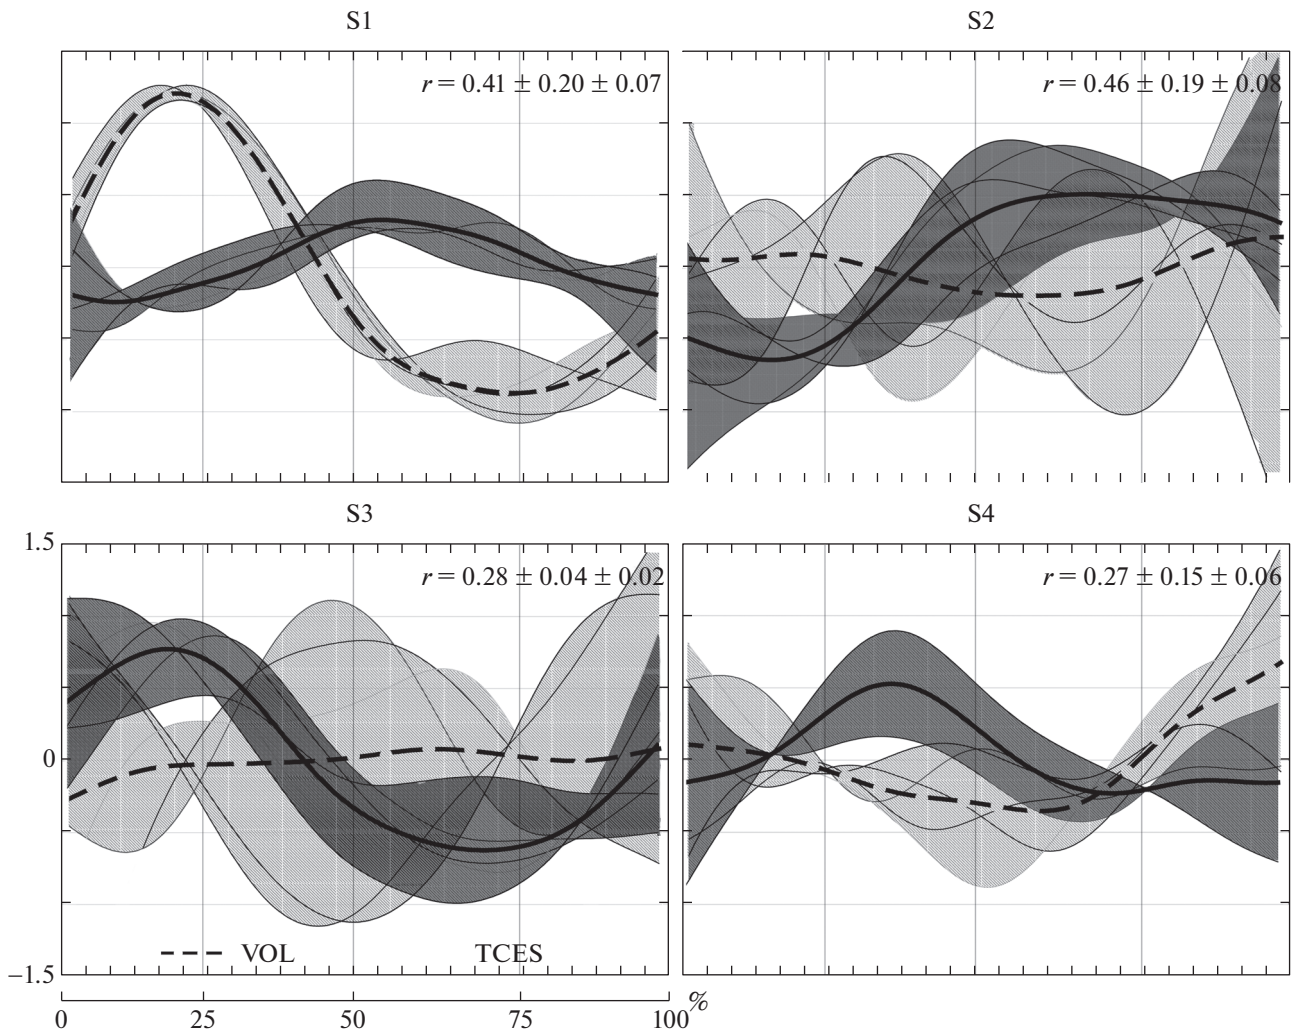 S1
S2
r = 0.41 ± 0.20 ± 0.07
r = 0.46 ± 0.19 ± 0.08
S3
S4
1.5
r = 0.28 ± 0.04 ± 0.02
r = 0.27 ± 0.15 ± 0.06
0
VOL
TCES
–1.5
0 25 50 75 100 %